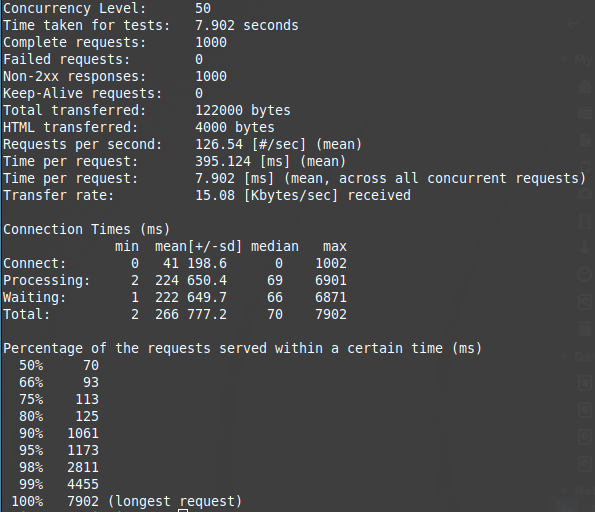 Concurrency Level:      50
Time taken for tests:   7.902 seconds
Complete requests:      1000
Failed requests:        0
Non-2xx responses:      1000
Keep-Alive requests:    0
Total transferred:      122000 bytes
HTML transferred:       4000 bytes
Requests per second:    126.54 [#/sec] (mean)
Time per request:       395.124 [ms] (mean)
Time per request:       7.902 [ms] (mean, across all concurrent requests)
Transfer rate:          15.08 [Kbytes/sec] received

Connection Times (ms)
              min  mean[+/-sd] median   max
Connect:        0   41 198.6      0    1002
Processing:     2  224 650.4     69    6901
Waiting:        1  222 649.7     66    6871
Total:          2  266 777.2     70    7902

Percentage of the requests served within a certain time (ms)
  50%     70
  66%     93
  75%    113
  80%    125
  90%   1061
  95%   1173
  98%   2811
  99%   4455
 100%   7902 (longest request)